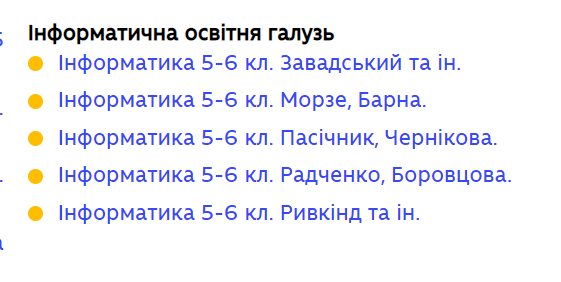 Інформатична освітня галузь
Інформатика 5-6 кл. Завадський та ін.
Інформатика 5-6 кл. Морзе, Барна.
Інформатика 5-6 кл. Пасічник, Чернікова.
Інформатика 5-6 кл. Радченко, Боровцова.
Інформатика 5-6 кл. Ривкінд та ін.